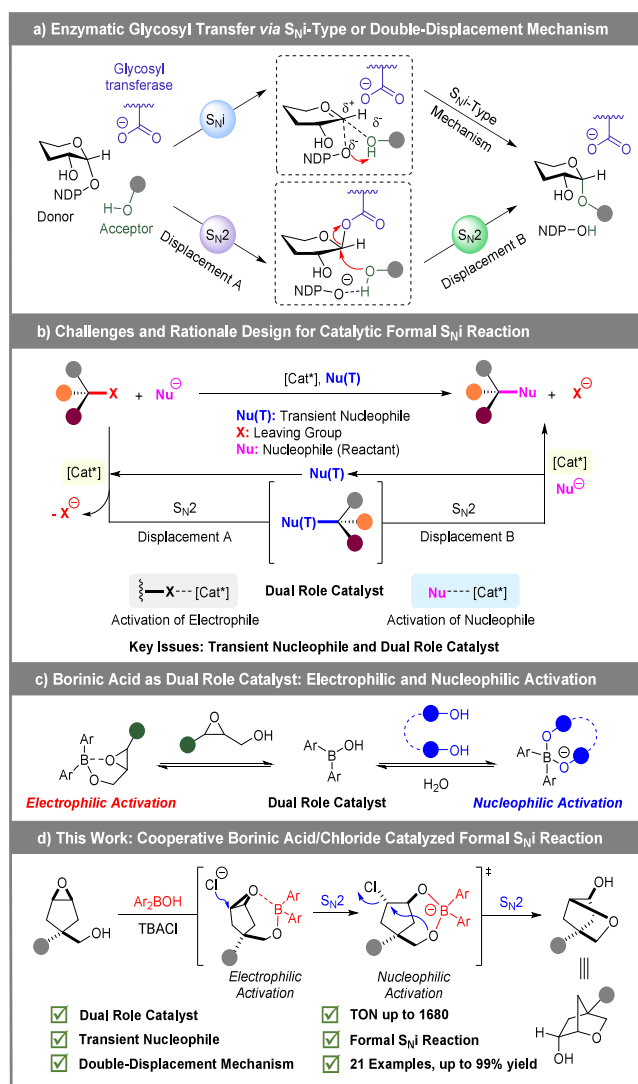 a) Enzymatic Glycosyl Transfer via SNi-Type or Double-Displacement Mechanism
Glycosyl
transferase
⊖
O
O
O
H
HO
O
NDP
Donor
HO
Acceptor
SNi
SN2
Displacement A
O
δ+
H
δ-
HO
δ-
NDP-O
O
H
⊖
O
O
O
O
O
H
HO
O
H
NDP-O
⊖
SNi-Type
Mechanism
SN2
Displacement B
⊖
O
O
O
H
HO
O
NDP-OH
b) Challenges and Rationale Design for Catalytic Formal SNi Reaction
X + Nu⊖
[Cat*], Nu(T)
Nu + X⊖
Nu(T): Transient Nucleophile
X: Leaving Group
Nu: Nucleophile (Reactant)
[Cat*]
Nu(T)
[Cat*]
Nu⊖
- X⊖
SN2
Displacement A
Nu(T)
SN2
Displacement B
X---[Cat*]
Activation of Electrophile
Dual Role Catalyst
Nu----[Cat*]
Activation of Nucleophile
Key Issues: Transient Nucleophile and Dual Role Catalyst
c) Borinic Acid as Dual Role Catalyst: Electrophilic and Nucleophilic Activation
Ar
B
O
Ar
O
O
OH
Ar
B
OH
Ar
OH
OH
H2O
O
Ar
B
⊖
O
Ar
Electrophilic Activation
Dual Role Catalyst
Nucleophilic Activation
d) This Work: Cooperative Borinic Acid/Chloride Catalyzed Formal SNi Reaction
O
OH
Ar2BOH
TBACl
Cl⊖
O
Ar
B
Ar
O
Electrophilic
Activation
SN2
Cl
O
Ar
⊖
B
Ar
O
Nucleophilic
Activation
‡
SN2
HO
O
H
OH
O
Dual Role Catalyst
TON up to 1680
Transient Nucleophile
Formal SNi Reaction
Double-Displacement Mechanism
21 Examples, up to 99% yield